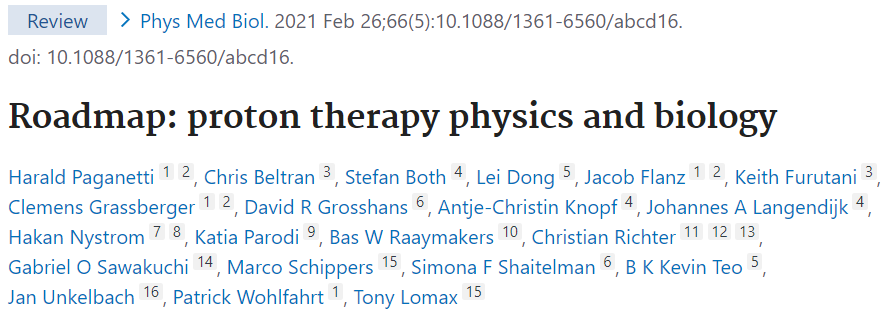 Review Phys Med Biol. 2021 Feb 26;66(5):10.1088/1361-6560/abcd16.
doi: 10.1088/1361-6560/abcd16.
Roadmap: proton therapy physics and biology
Harald Paganetti 1 2, Chris Beltran 3, Stefan Both 4, Lei Dong 5, Jacob Flanz 1 2, Keith Furutani 3,
Clemens Grassberger 1 2, David R Grosshans 6, Antje-Christin Knopf 4, Johannes A Langendijk 4,
Hakan Nystrom 7 8, Katia Parodi 9, Bas W Raaymakers 10, Christian Richter 11 12 13,
Gabriel O Sawakuchi 14, Marco Schippers 15, Simona F Shaitelman 6, B K Kevin Teo 5,
Jan Unkelbach 16, Patrick Wohlfahrt 1, Tony Lomax 15